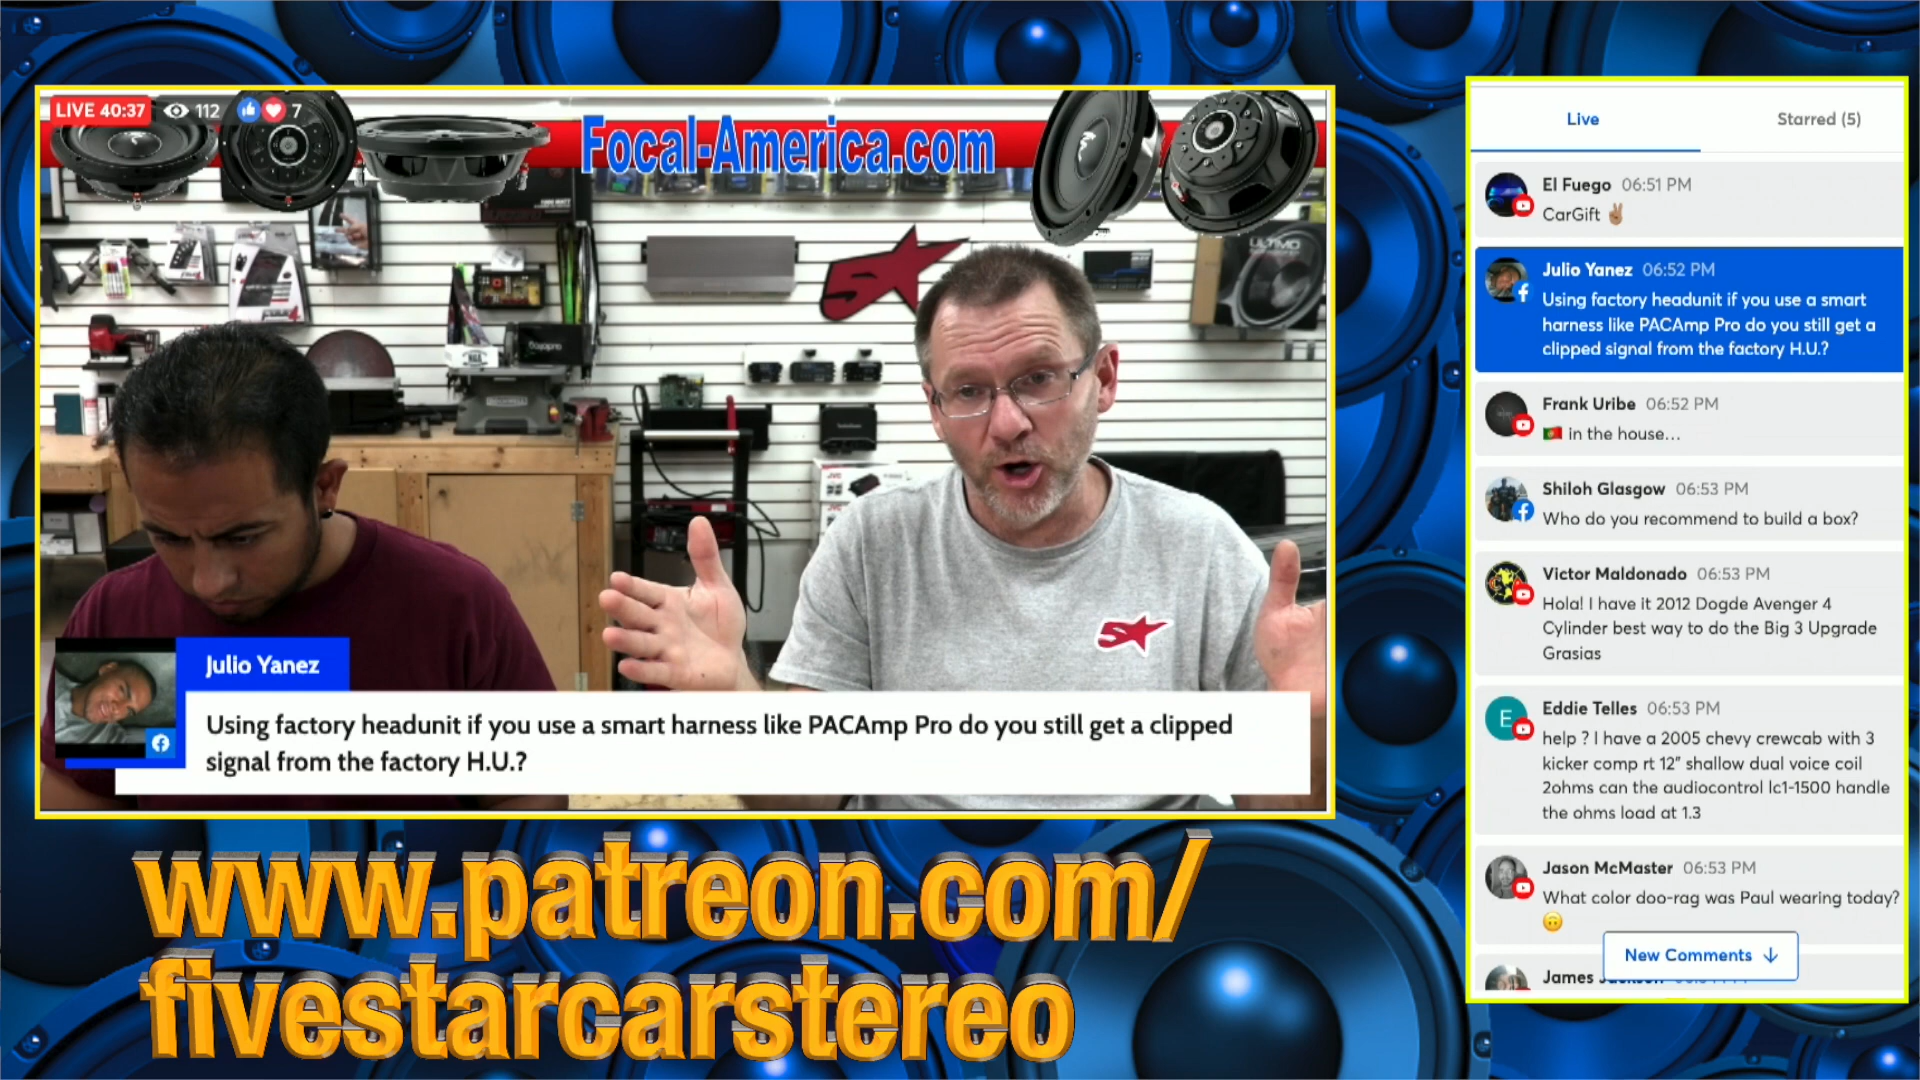 LIVE 40:37 112 7
Focal-America.com
ULTIMO
JVC
Julio Yanez
Using factory headunit if you use a smart harness like PACAmp Pro do you still get a clipped
signal from the factory H.U.?
www.patreon.com/
fivestarcarstereo
Live Starred (5)
El Fuego 06:51 PM
CarGift ✌🏽
Julio Yanez 06:52 PM
Using factory headunit if you use a smart
harness like PACAmp Pro do you still get a
clipped signal from the factory H.U.?
Frank Uribe 06:52 PM
🇵🇹 in the house...
Shiloh Glasgow 06:53 PM
Who do you recommend to build a box?
Victor Maldonado 06:53 PM
Hola! I have it 2012 Dogde Avenger 4
Cylinder best way to do the Big 3 Upgrade
Grasias
E
Eddie Telles 06:53 PM
help ? I have a 2005 chevy crewcab with 3
kicker comp rt 12" shallow dual voice coil
2ohms can the audiocontrol lc1-1500 handle
the ohms load at 1.3
Jason McMaster 06:53 PM
What color doo-rag was Paul wearing today?
🙃
New Comments ↓
James